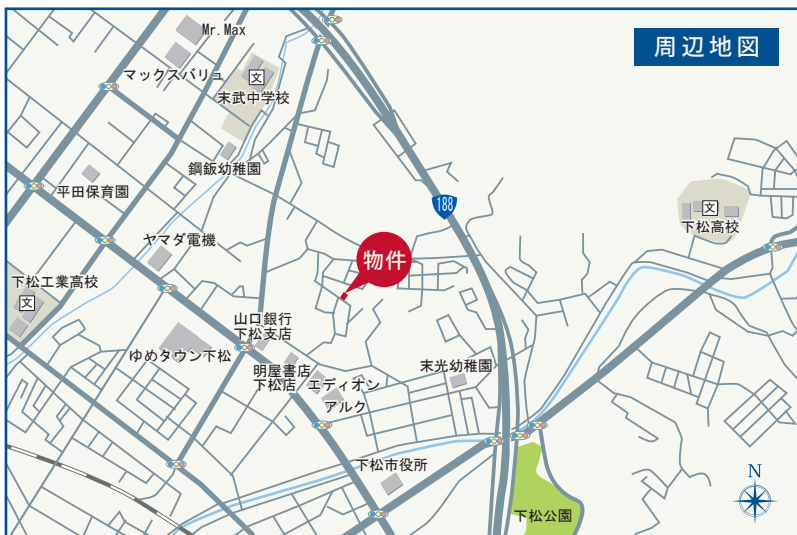 周辺地図
Mr.Max
マックスバリュ
文
末武中学校
鋼鈑幼稚園
平田保育園
188
文
下松高校
ヤマダ電機
物件
下松工業高校
文
山口銀行
下松支店
ゆめタウン下松
明屋書店
下松店
エディオン
アルク
末光幼稚園
下松市役所
N
下松公園